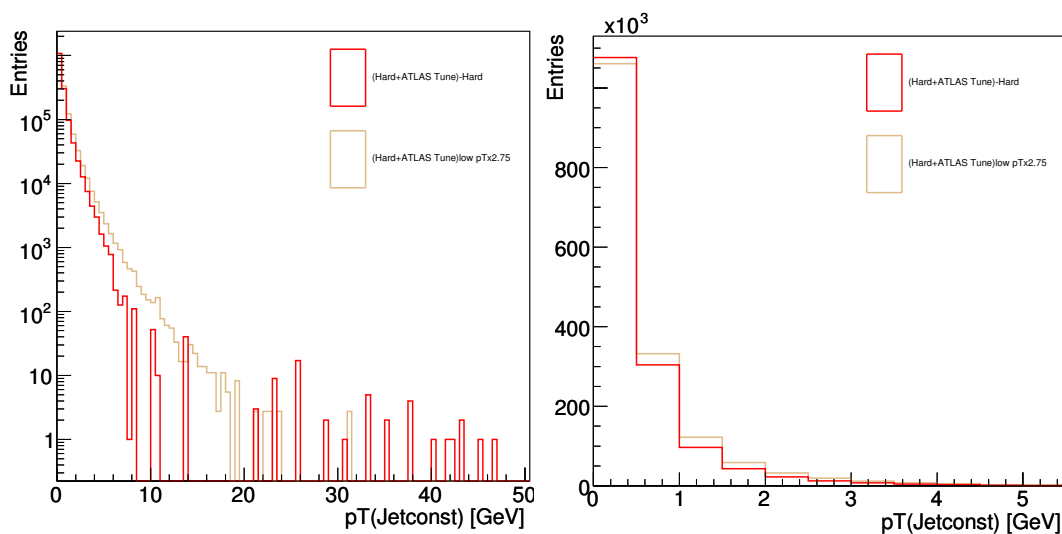 Entries
(Hard+ATLAS Tune)-Hard
(Hard+ATLAS Tune)low pTx2.75
10^5
10^4
10^3
10^2
10
1
0 10 20 30 40 50
pT(Jetconst) [GeV]
×10^3
Entries
(Hard+ATLAS Tune)-Hard
(Hard+ATLAS Tune)low pTx2.75
800
600
400
200
0
0 1 2 3 4 5
pT(Jetconst) [GeV]